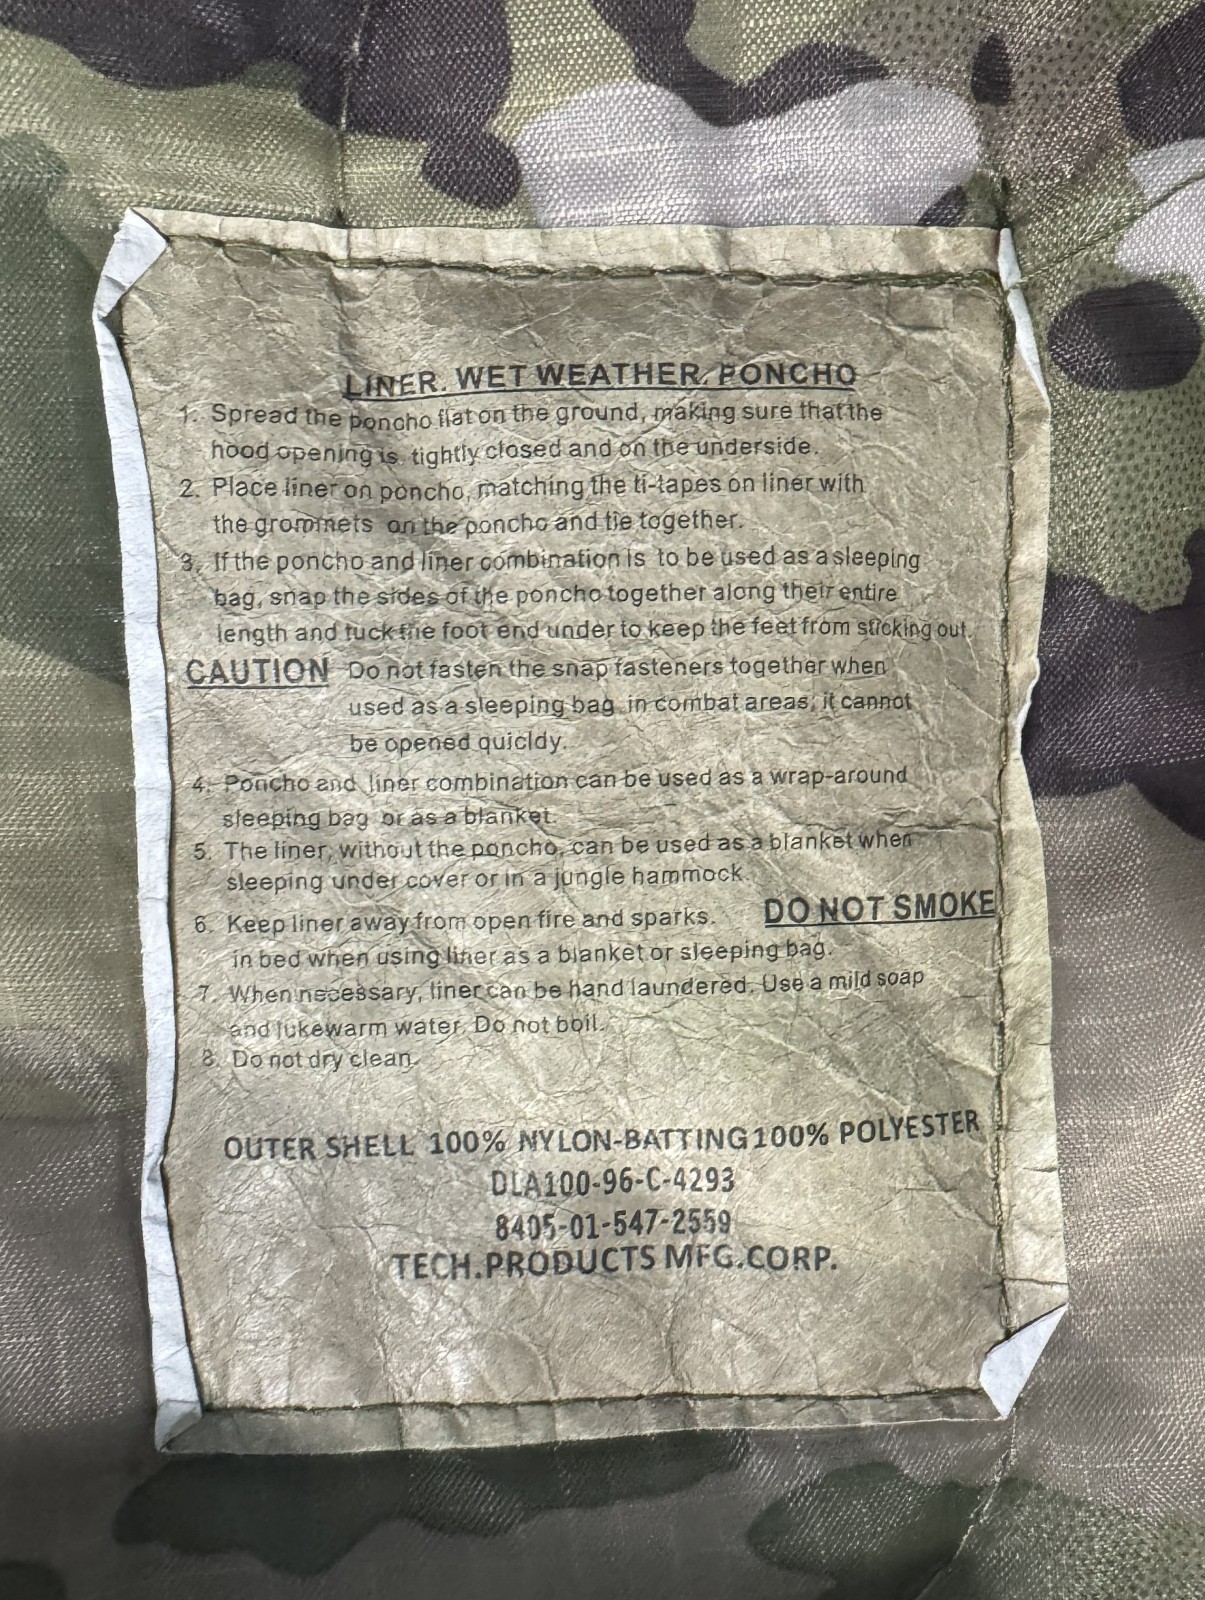 LINER. WET WEATHER. PONCHO
1. Spread the poncho flat on the ground, making sure that the
hood opening is tightly closed and on the underside.
2. Place liner on poncho, matching the ti-tapes on liner with
the grommets on the poncho and tie together.
3. If the poncho and liner combination is to be used as a sleeping
bag, snap the sides of the poncho together along their entire
length and tuck the foot end under to keep the feet from sticking out.
CAUTION Do not fasten the snap fasteners together when
used as a sleeping bag in combat areas, it cannot
be opened quicldy.
4. Poncho and liner combination can be used as a wrap-around
sleeping bag or as a blanket.
5. The liner, without the poncho, can be used as a blanket when
sleeping under cover or in a jungle hammock.
6. Keep liner away from open fire and sparks. DO NOT SMOKE
in bed when using liner as a blanket or sleeping bag.
7. When necessary, liner can be hand laundered. Use a mild soap
and lukewarm water. Do not boil.
8. Do not dry clean.
OUTER SHELL 100% NYLON-BATTING 100% POLYESTER
DLA100-96-C-4293
8405-01-547-2559
TECH.PRODUCTS MFG.CORP.